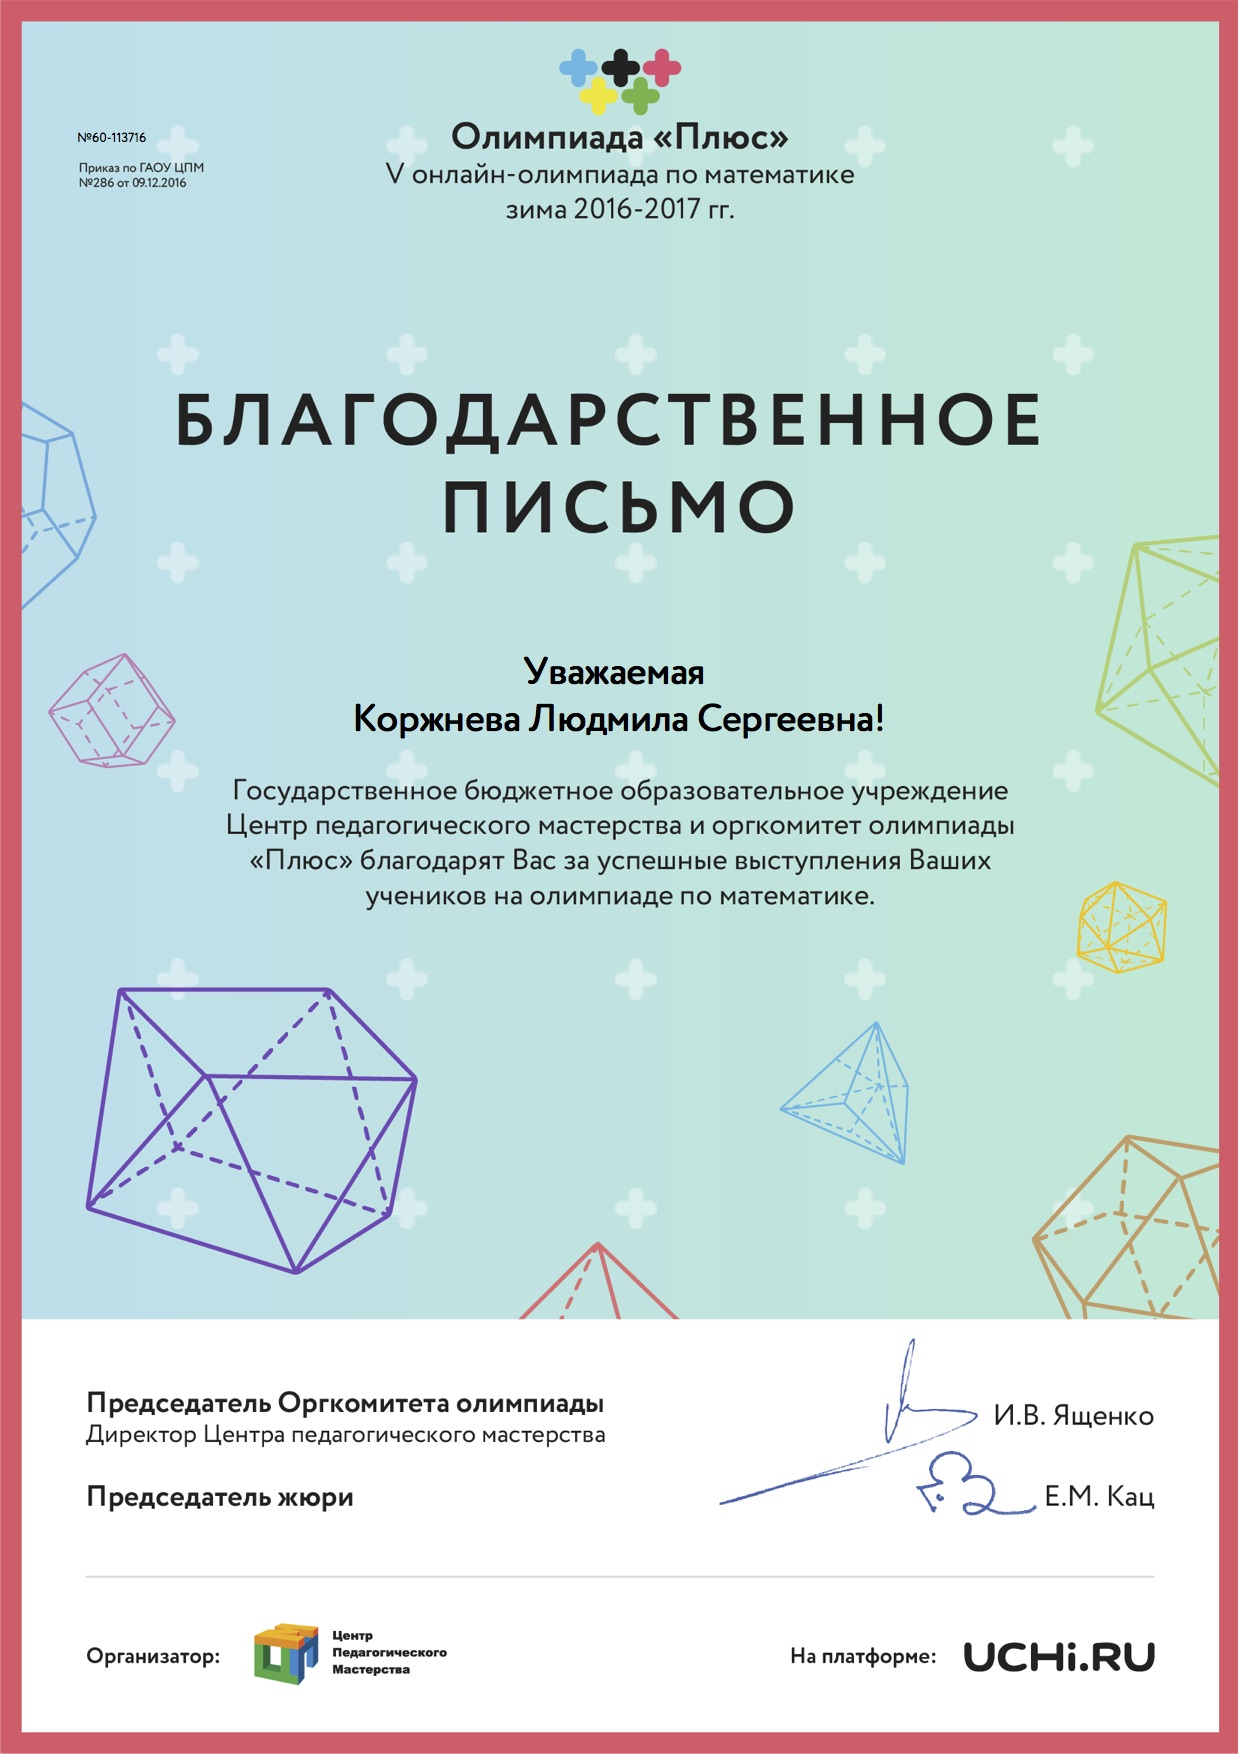 №60-113716
Приказ по ГАОУ ЦПМ
№286 от 09.12.2016
Олимпиада «Плюс»
V онлайн-олимпиада по математике
зима 2016-2017 гг.
БЛАГОДАРСТВЕННОЕ
ПИСЬМО
Уважаемая
Коржнева Людмила Сергеевна!
Государственное бюджетное образовательное учреждение
Центр педагогического мастерства и оргкомитет олимпиады
«Плюс» благодарят Вас за успешные выступления Ваших
учеников на олимпиаде по математике.
Председатель Оргкомитета олимпиады
Директор Центра педагогического мастерства
И.В. Ященко
Председатель жюри
Е.М. Кац
Организатор:
Центр
Педагогического
Мастерства
На платформе:
UCHi.RU